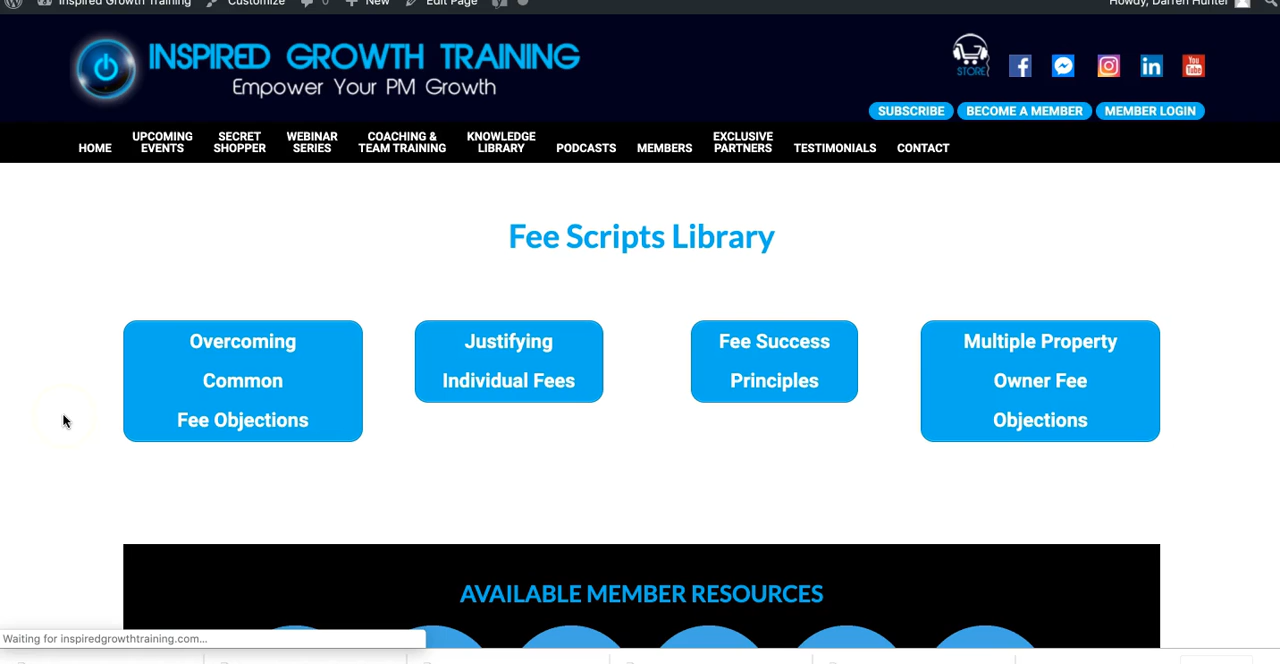 Inspired Growth Training
Customize
0
New
Edit Page
Howdy, Darren Hunter
INSPIRED GROWTH TRAINING
Empower Your PM Growth
STORE
You
Tube
SUBSCRIBE
BECOME A MEMBER
MEMBER LOGIN
HOME
UPCOMING
EVENTS
SECRET
SHOPPER
WEBINAR
SERIES
COACHING &
TEAM TRAINING
KNOWLEDGE
LIBRARY
PODCASTS
MEMBERS
EXCLUSIVE
PARTNERS
TESTIMONIALS
CONTACT
Fee Scripts Library
Overcoming
Common
Fee Objections
Justifying
Individual Fees
Fee Success
Principles
Multiple Property
Owner Fee
Objections
AVAILABLE MEMBER RESOURCES
Waiting for inspiredgrowthtraining.com...